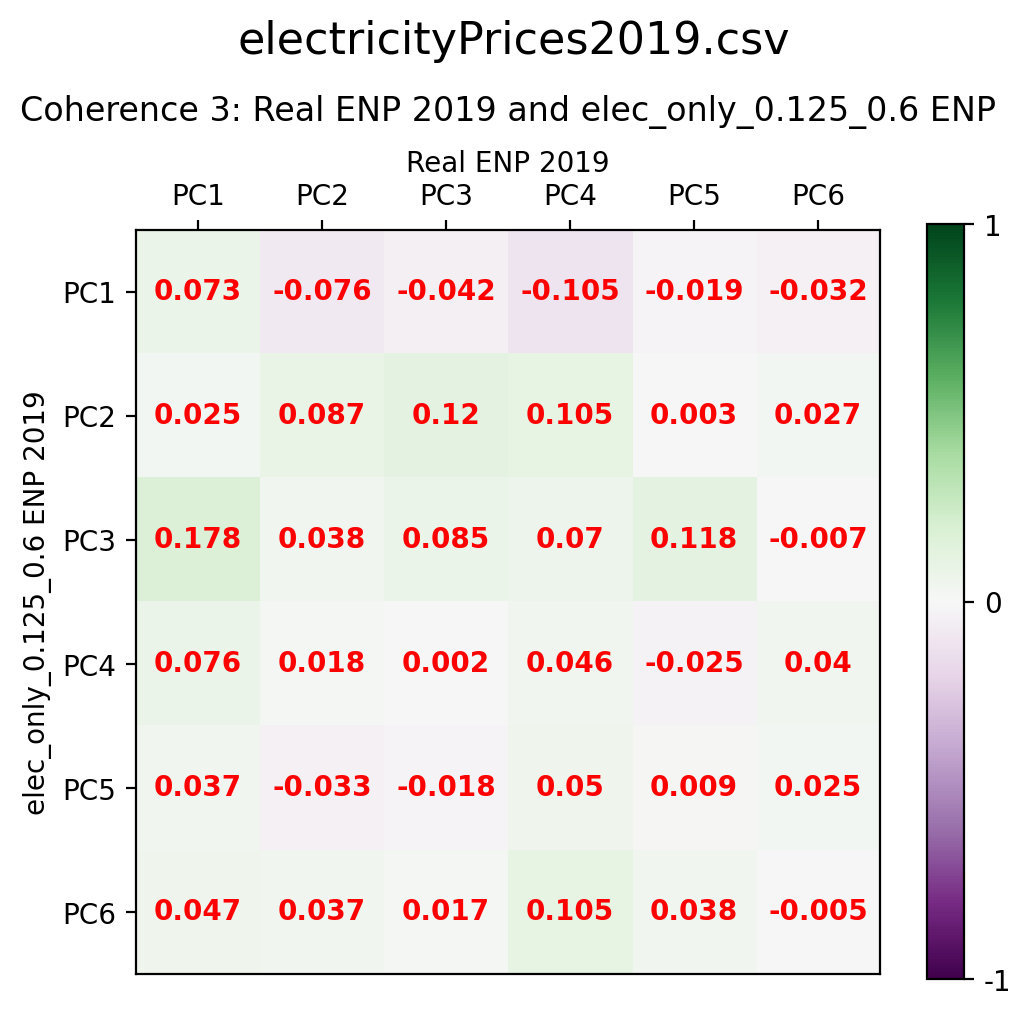 electricityPrices2019.csv
Coherence 3: Real ENP 2019 and elec_only_0.125_0.6 ENP
Real ENP 2019
PC1 PC2 PC3 PC4 PC5 PC6
1
PC1 0.073 -0.076 -0.042 -0.105 -0.019 -0.032
PC2 0.025 0.087 0.12 0.105 0.003 0.027
PC3 0.178 0.038 0.085 0.07 0.118 -0.007
0
PC4 0.076 0.018 0.002 0.046 -0.025 0.04
PC5 0.037 -0.033 -0.018 0.05 0.009 0.025
PC6 0.047 0.037 0.017 0.105 0.038 -0.005
-1
elec_only_0.125_0.6 ENP 2019